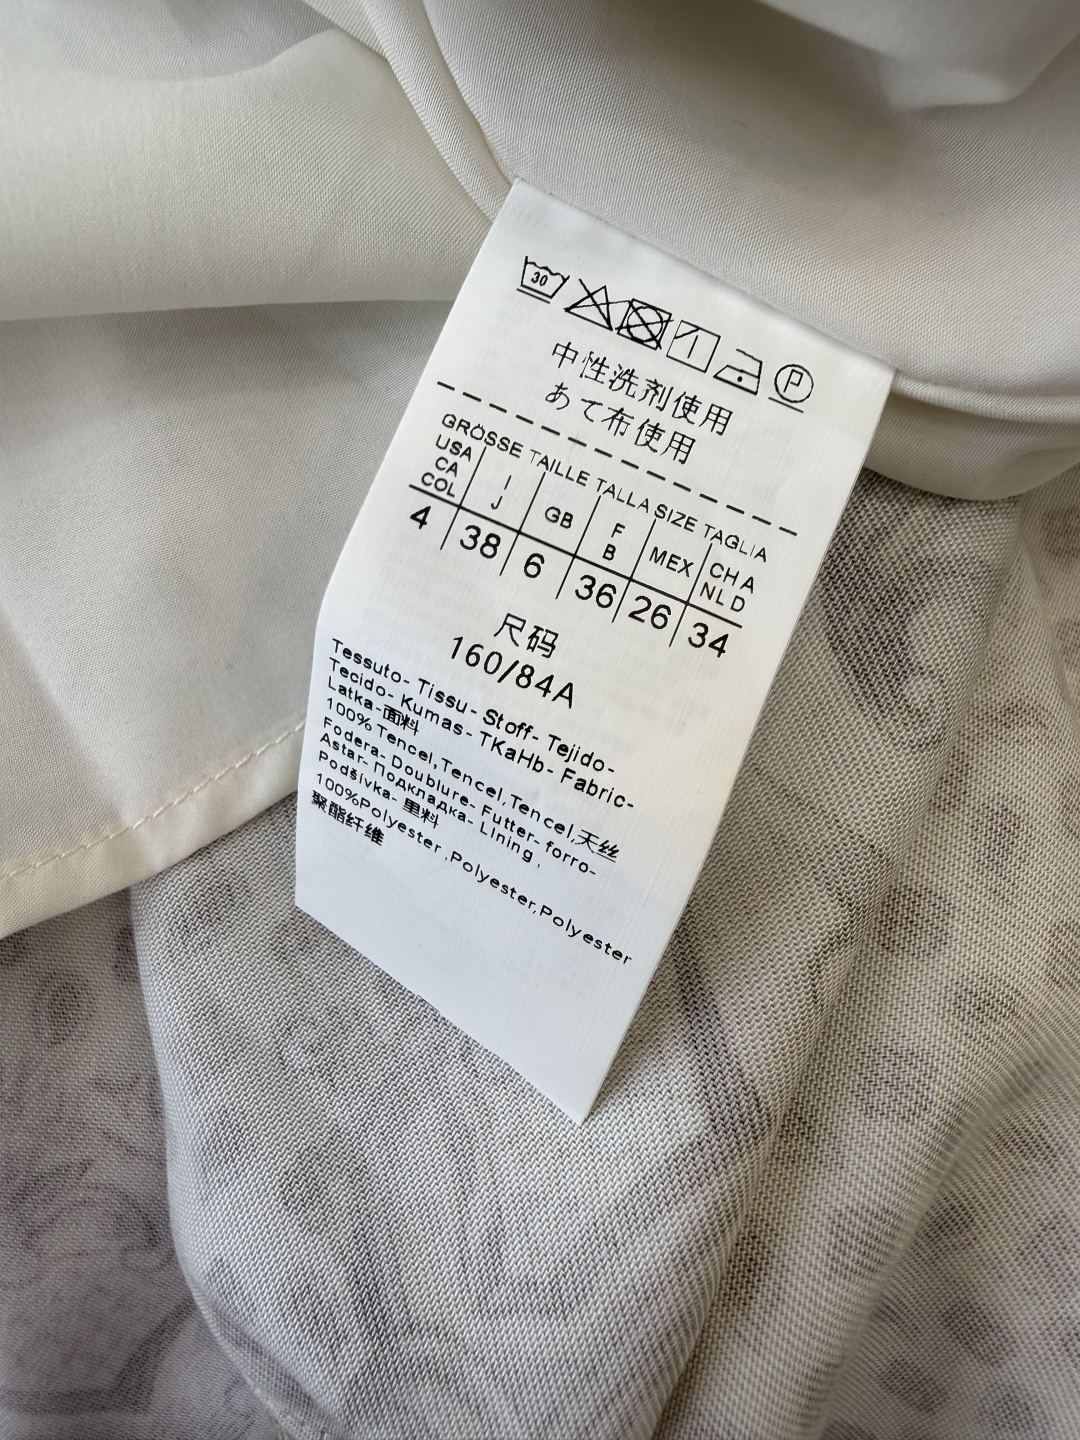 30
P
中性洗剂使用
あて布使用
GRÖSSE TAILLE TALLA SIZE TAGLIA
USA CA COL
I J
GB
F B
MEX
CH A NL D
4 38 6 36 26 34
尺码
160/84A
Tessuto- Tissu- Stoff- Tejido-
Tecido- Kumas- TKaHb- Fabric-
Latka-面料
100% Tencel,Tencel,Tencel,天丝
Fodera- Doublure- Futter- forro-
Astar- Подкладка- Lining ,
Podšívka- 里料
100%Polyester ,Polyester,Polyester
聚酯纤维